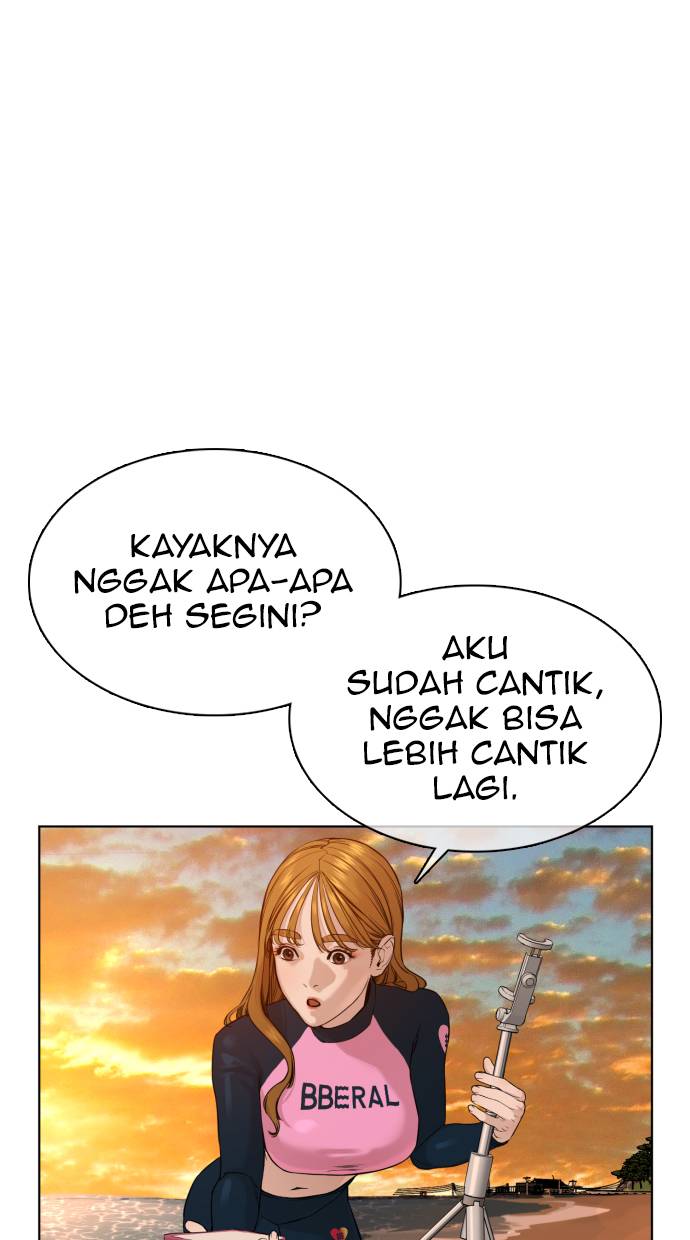 KAYAKNYA
NGGAK APA-APA
DEH SEGINI?
AKU
SUDAH CANTIK,
NGGAK BISA
LEBIH CANTIK
LAGI.
BBERAL